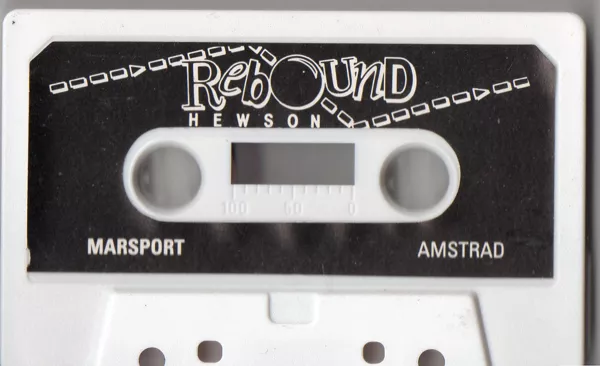 RebOUnD
HEWSON
100 50 0
MARSPORT
AMSTRAD